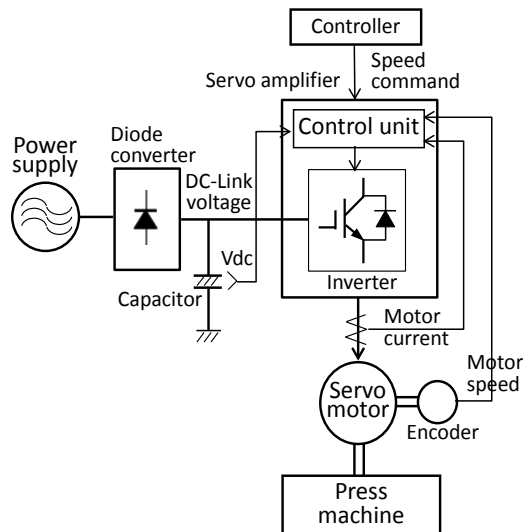 Controller
Speed
command
Servo amplifier
Control unit
Diode
converter
Power
supply
DC-Link
voltage
Vdc
Capacitor
Inverter
Motor
current
Motor
speed
Servo
motor
Encoder
Press
machine